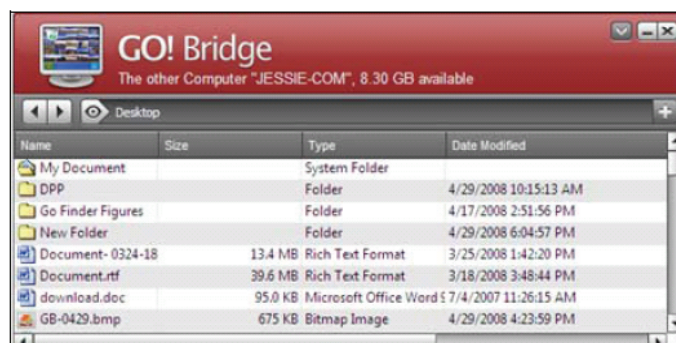 GO! Bridge
The other Computer "JESSIE-COM", 8.30 GB available
Desktop
Name Size Type Date Modified
My Document System Folder
DPP Folder 4/29/2008 10:15:13 AM
Go Finder Figures Folder 4/17/2008 2:51:56 PM
New Folder Folder 4/29/2008 6:04:57 PM
Document- 0324-18 13.4 MB Rich Text Format 3/25/2008 1:42:20 PM
Document.rtf 39.6 MB Rich Text Format 3/18/2008 3:48:44 PM
download.doc 95.0 KB Microsoft Office Word 9 7/4/2007 11:26:15 AM
GB-0429.bmp 675 KB Bitmap Image 4/29/2008 4:23:59 PM